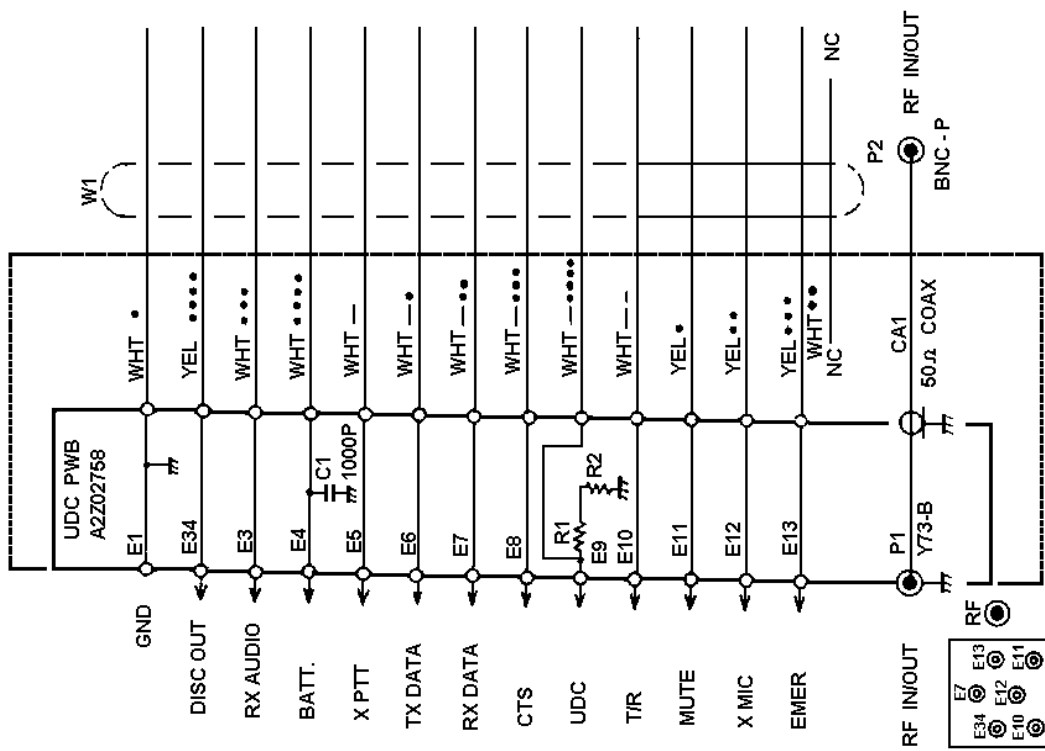 W1
NC
RF IN/OUT
P2
BNC - P
WHT •
YEL ••••
WHT •••
WHT ••••
WHT —
WHT —•
WHT —••
WHT —•••
WHT —••••
WHT — –
YEL •
YEL ••
YEL •••
WHT ••
NC
CA1
50Ω COAX
UDC PWB
A2Z02758
C1
1000P
R1
R2
E1
E34
E3
E4
E5
E6
E7
E8
E9
E10
E11
E12
E13
P1
Y73-B
GND
DISC OUT
RX AUDIO
BATT.
X PTT
TX DATA
RX DATA
CTS
UDC
T/R
MUTE
X MIC
EMER
RF IN/OUT
RF
E34
E7
E13
E10
E12
E11